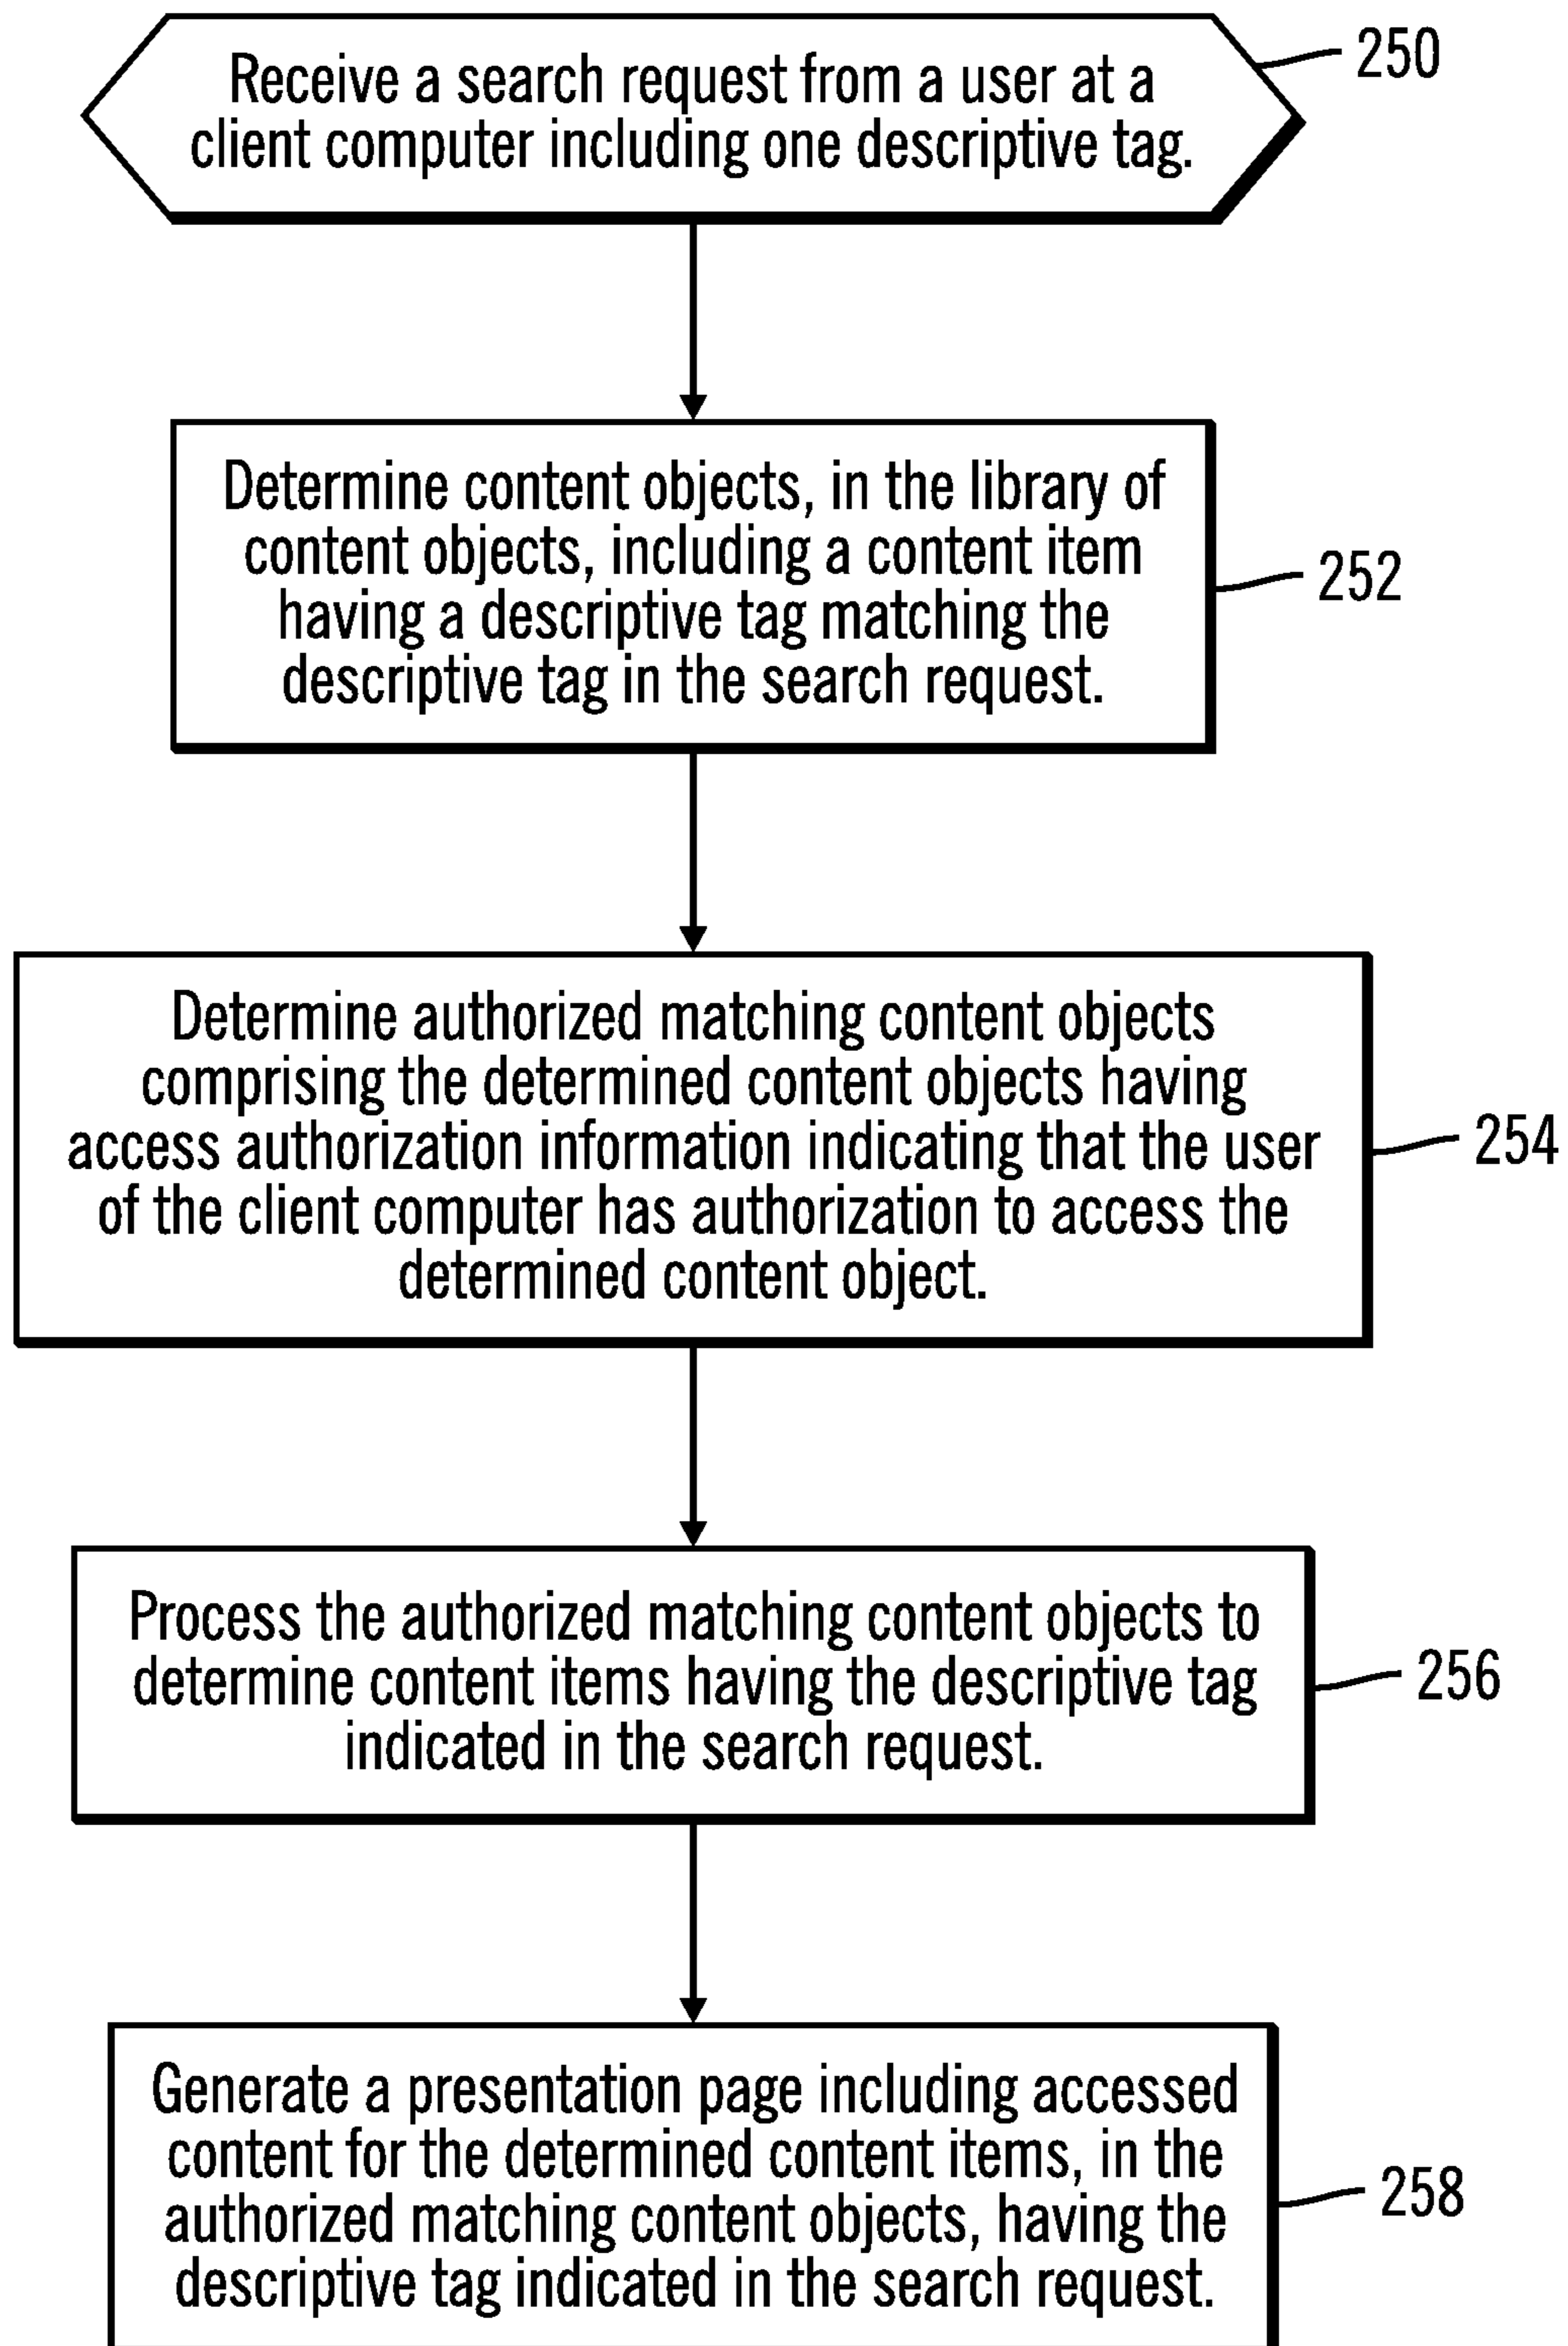 Receive a search request from a user at a
client computer including one descriptive tag.
250
Determine content objects, in the library of
content objects, including a content item
having a descriptive tag matching the
descriptive tag in the search request.
252
Determine authorized matching content objects
comprising the determined content objects having
access authorization information indicating that the user
of the client computer has authorization to access the
determined content object.
254
Process the authorized matching content objects to
determine content items having the descriptive tag
indicated in the search request.
256
Generate a presentation page including accessed
content for the determined content items, in the
authorized matching content objects, having the
descriptive tag indicated in the search request.
258